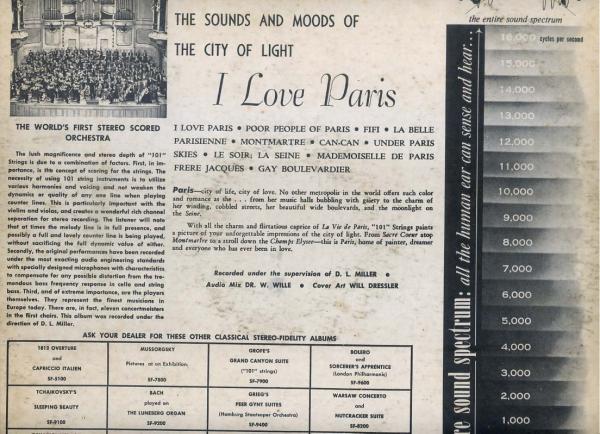 THE SOUNDS AND MOODS OF
THE CITY OF LIGHT
I Love Paris
I LOVE PARIS • POOR PEOPLE OF PARIS • FIFI • LA BELLE
PARISIENNE • MONTMARTRE • CAN-CAN • UNDER PARIS
SKIES • LE SOIR; LA SEINE • MADEMOISELLE DE PARIS
FRERE JACQUES • GAY BOULEVARDIER
Paris—city of life, city of love. No other metropolis in the world offers such color
and romance as the . . . from her music halls bubbling with gaiety to the charm of
her winding, cobbled streets, her beautiful wide boulevards, and the moonlight on
the Seine.
With all the charm and flirtatious caprice of La Vie de Paris, "101" Strings paints
a picture of your unforgettable impressions of the city of light. From Sacré Coeur atop
Montmartre to a stroll down the Champs Elysee—this is Paris, home of painter, dreamer
and everyone who has ever been in love.
Recorded under the supervision of D. L. MILLER •
Audio Mix DR. W. WILLE • Cover Art WILL DRESSLER
THE WORLD'S FIRST STEREO SCORED
ORCHESTRA
The lush magnificence and stereo depth of "101"
Strings is due to a combination of factors. First, in im-
portance, is the concept of scoring for the strings. The
necessity of using 101 string instruments is to utilize
various harmonies and voicing and not weaken the
dynamics or quality of any one line when playing
counter lines. This is particularly important with the
violins and violas, and creates a wonderful rich channel
separation for stereo recording. The listener will note
that at times the melody line is in full presence, and
possibly a full and lovely counter line is being played,
without sacrificing the full dynamic value of either.
Secondly, the original performances have been recorded
under the most exacting audio engineering standards
with specially designed microphones with characteristics
to compensate for any possible distortion from the tre-
mendous bass frequency response in cello and string
bass. Third, and of extreme importance, are the players
themselves. They represent the finest musicians in
Europe today. There are, in fact, eleven concertmeisters
in the first chairs. This album was recorded under the
direction of D. L. Miller.
ASK YOUR DEALER FOR THESE OTHER CLASSICAL STEREO-FIDELITY ALBUMS
1812 OVERTURE
and
CAPRICCIO ITALIEN
SF-5100
MUSSORGSKY
Pictures at an Exhibition
SF-7800
GROFE'S
GRAND CANYON SUITE
("101" strings)
SF-7900
BOLERO
and
SORCERER'S APPRENTICE
(London Philharmonic)
SF-9600
TCHAIKOVSKY'S
SLEEPING BEAUTY
SF-9100
BACH
played on
THE LUNEBERG ORGAN
SF-9200
GRIEG'S
PEER GYNT SUITES
(Hamburg Staatsoper Orchestra)
SF-9400
WARSAW CONCERTO
and
NUTCRACKER SUITE
SF-8200
the entire sound spectrum
16,000 cycles per second
15,000
14,000
13,000
12,000
11,000
10,000
9,000
8,000
7,000
6,000
5,000
4,000
3,000
2,000
1,000
re sound spectrum: all the human ear can sense and hear...